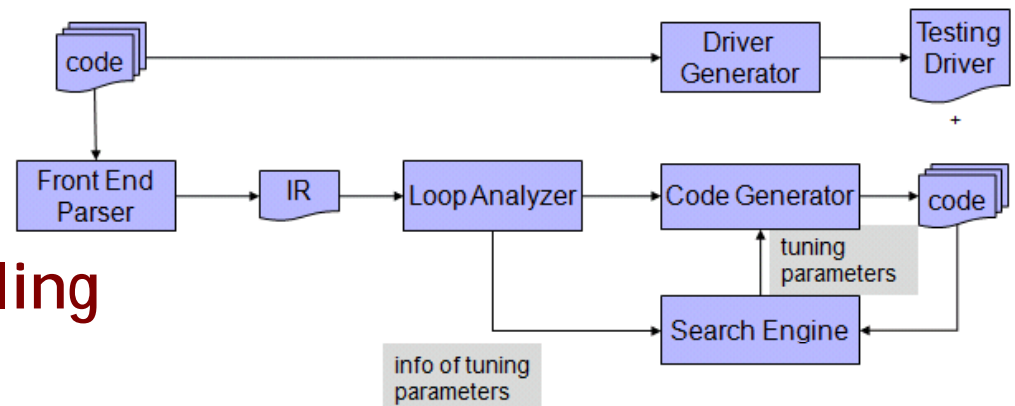 code
Driver
Generator
Testing
Driver
+
Front End
Parser
IR
Loop Analyzer
Code Generator
code
tuning
parameters
ling
Search Engine
info of tuning
parameters